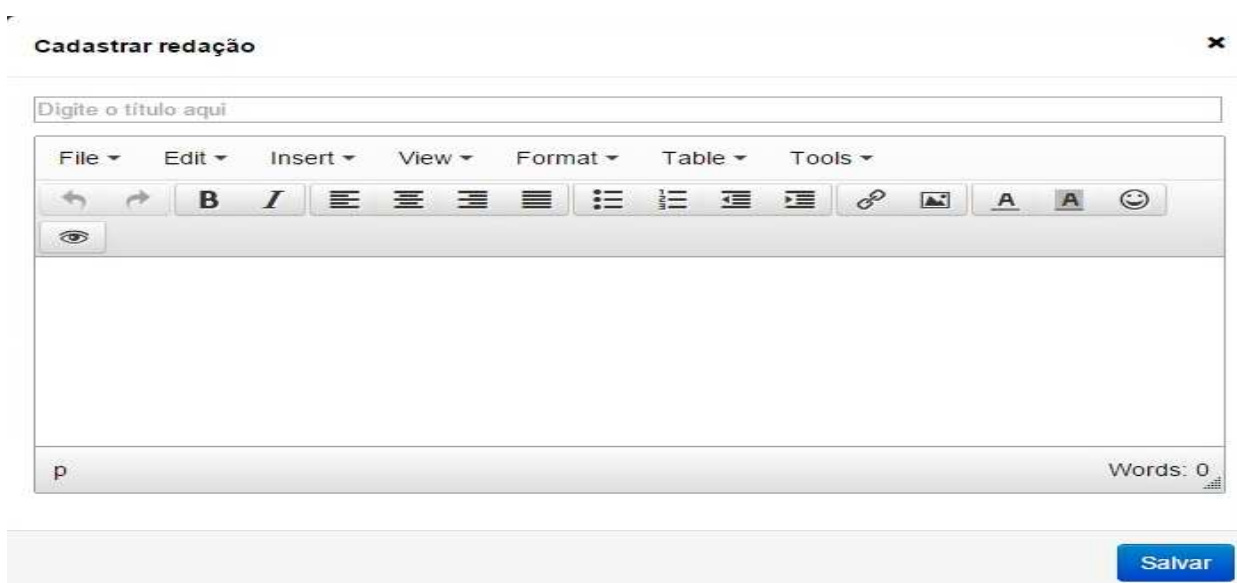 Cadastrar redação
Digite o título aqui
File Edit Insert View Format Table Tools
B I A A
p Words: 0
Salvar